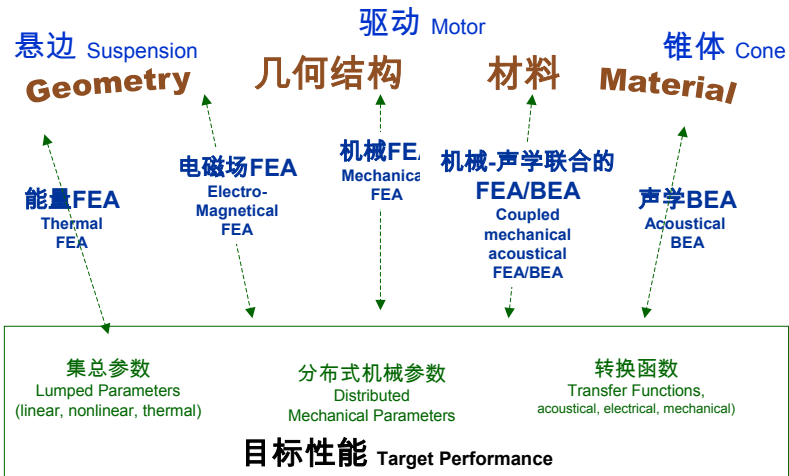 悬边 Suspension
驱动 Motor
锥体 Cone
Geometry
几何结构
材料
Material
能量FEA
Thermal
FEA
电磁场FEA
Electro-
Magnetical
FEA
机械FE
Mechanica
FEA
机械-声学联合的
FEA/BEA
Coupled
mechanical
acoustical
FEA/BEA
声学BEA
Acoustical
BEA
集总参数
Lumped Parameters
(linear, nonlinear, thermal)
分布式机械参数
Distributed
Mechanical Parameters
转换函数
Transfer Functions,
acoustical, electrical, mechanical)
目标性能 Target Performance